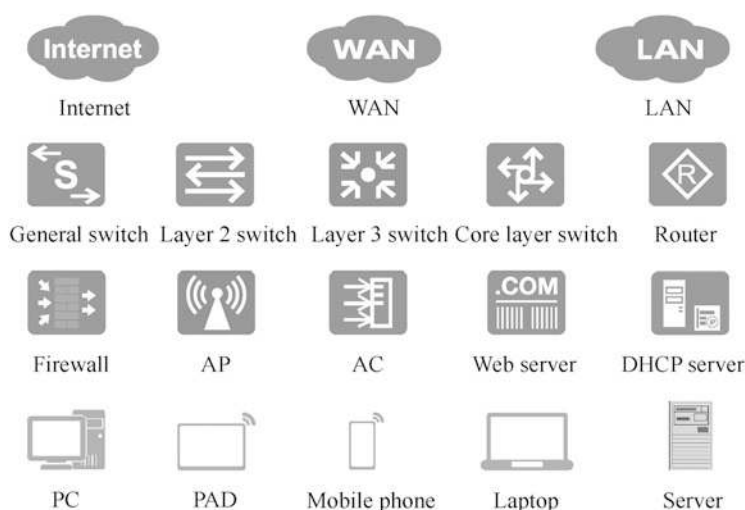 Internet WAN LAN
Internet WAN LAN
S R
General switch Layer 2 switch Layer 3 switch Core layer switch Router
.COM
Firewall AP AC Web server DHCP server
PC PAD Mobile phone Laptop Server